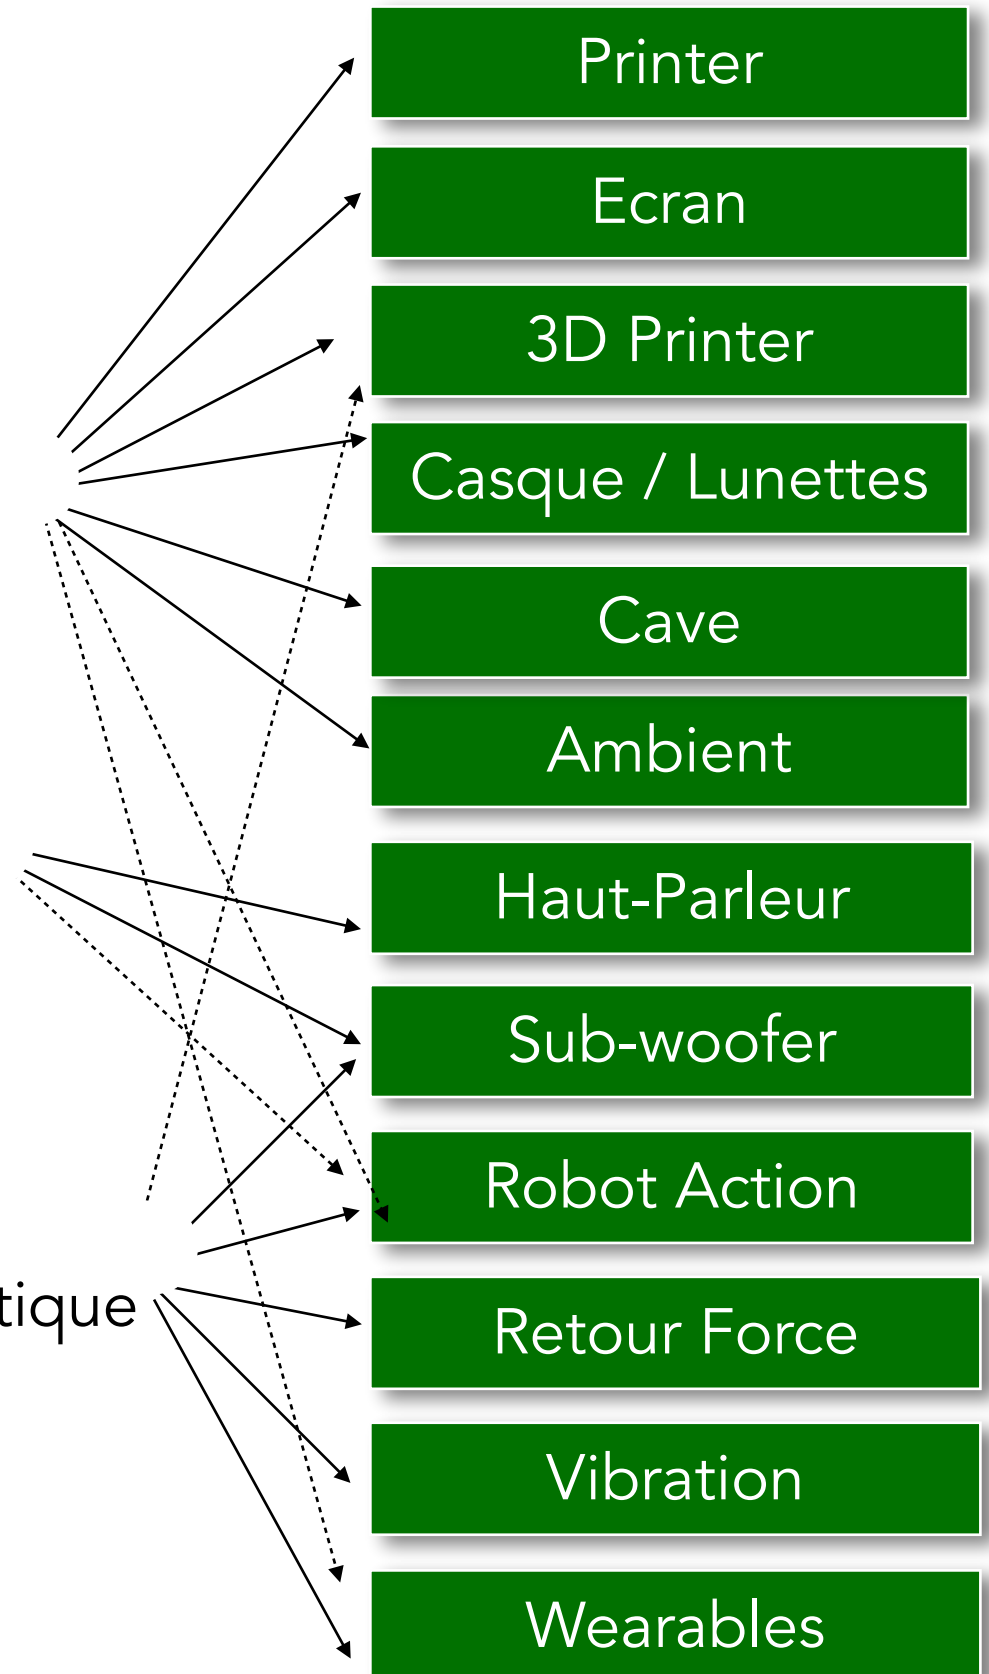 Printer
Ecran
3D Printer
Casque / Lunettes
Cave
Ambient
Haut-Parleur
Sub-woofer
Robot Action
tique
Retour Force
Vibration
Wearables